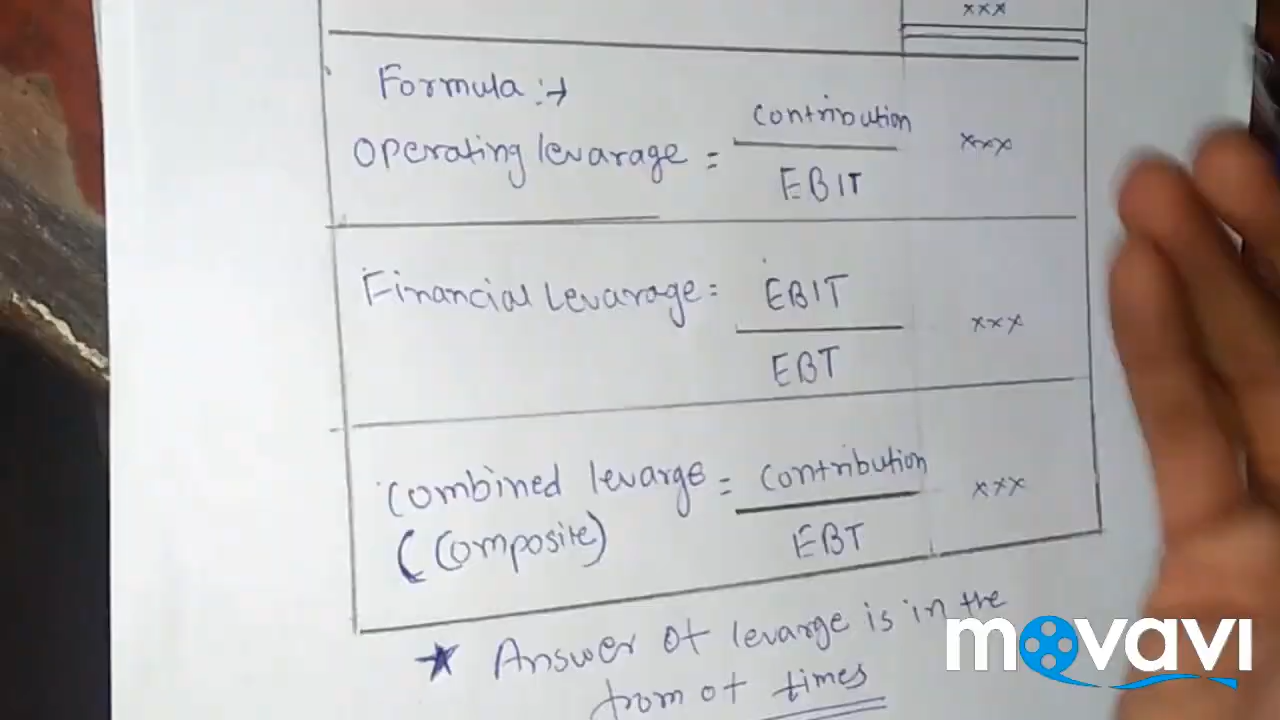 xxx
Formula :→
Operating levarage = Contribution xxx
EBIT
Financial Levarage = EBIT xxx
EBT
Combined levarge = Contribution xxx
(Composite) EBT
★ Answer of levarge is in the
from of times
movavi